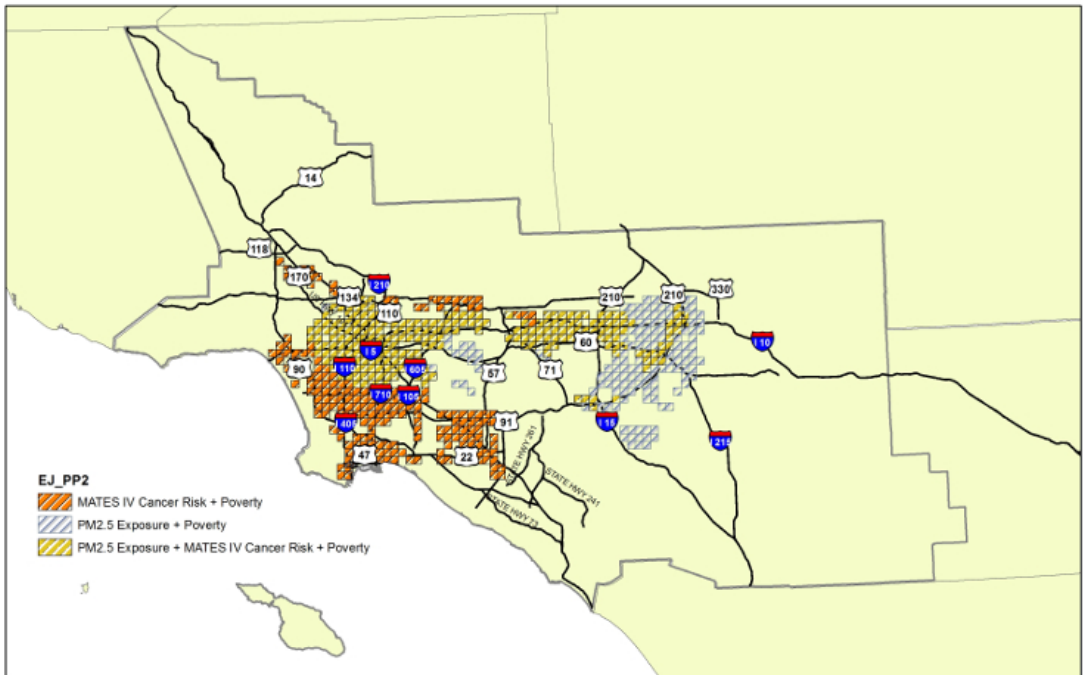 14
118
170
I 210
134
110
210
210
330
I 5
60
I 10
90
I 110
I 605
57
71
I 710
I 105
I 405
91
I 15
I 215
47
22
STATE HWY 261
STATE HWY 241
STATE HWY 73
EJ_PP2
MATES IV Cancer Risk + Poverty
PM2.5 Exposure + Poverty
PM2.5 Exposure + MATES IV Cancer Risk + Poverty